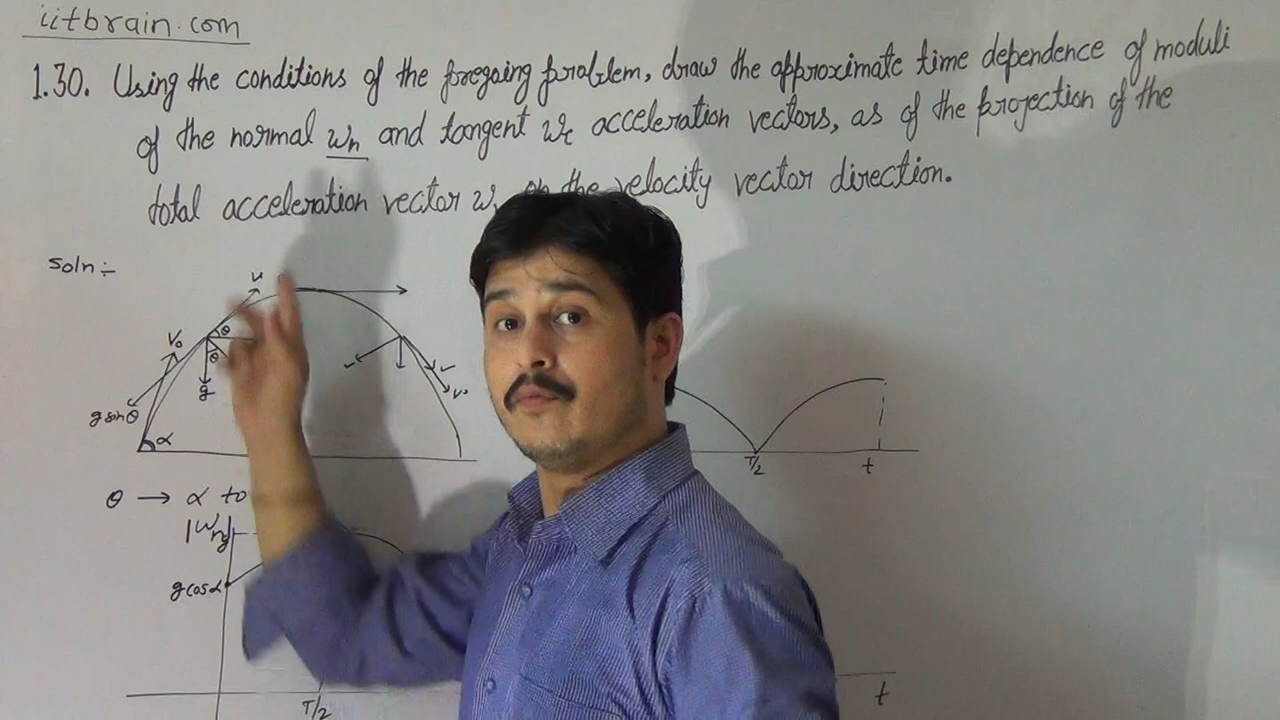 iitbrain.com
1.30. Using the conditions of the foregoing problem, draw the approximate time dependence of moduli
of the normal wn and tangent wτ acceleration vectors, as of the projection of the
total acceleration vector w the velocity vector direction.
Soln÷
v
V₀
θ
θ
g
g sinθ
α
v
T/2
t
θ → α to
|wn
g
g cosα
T/2
t